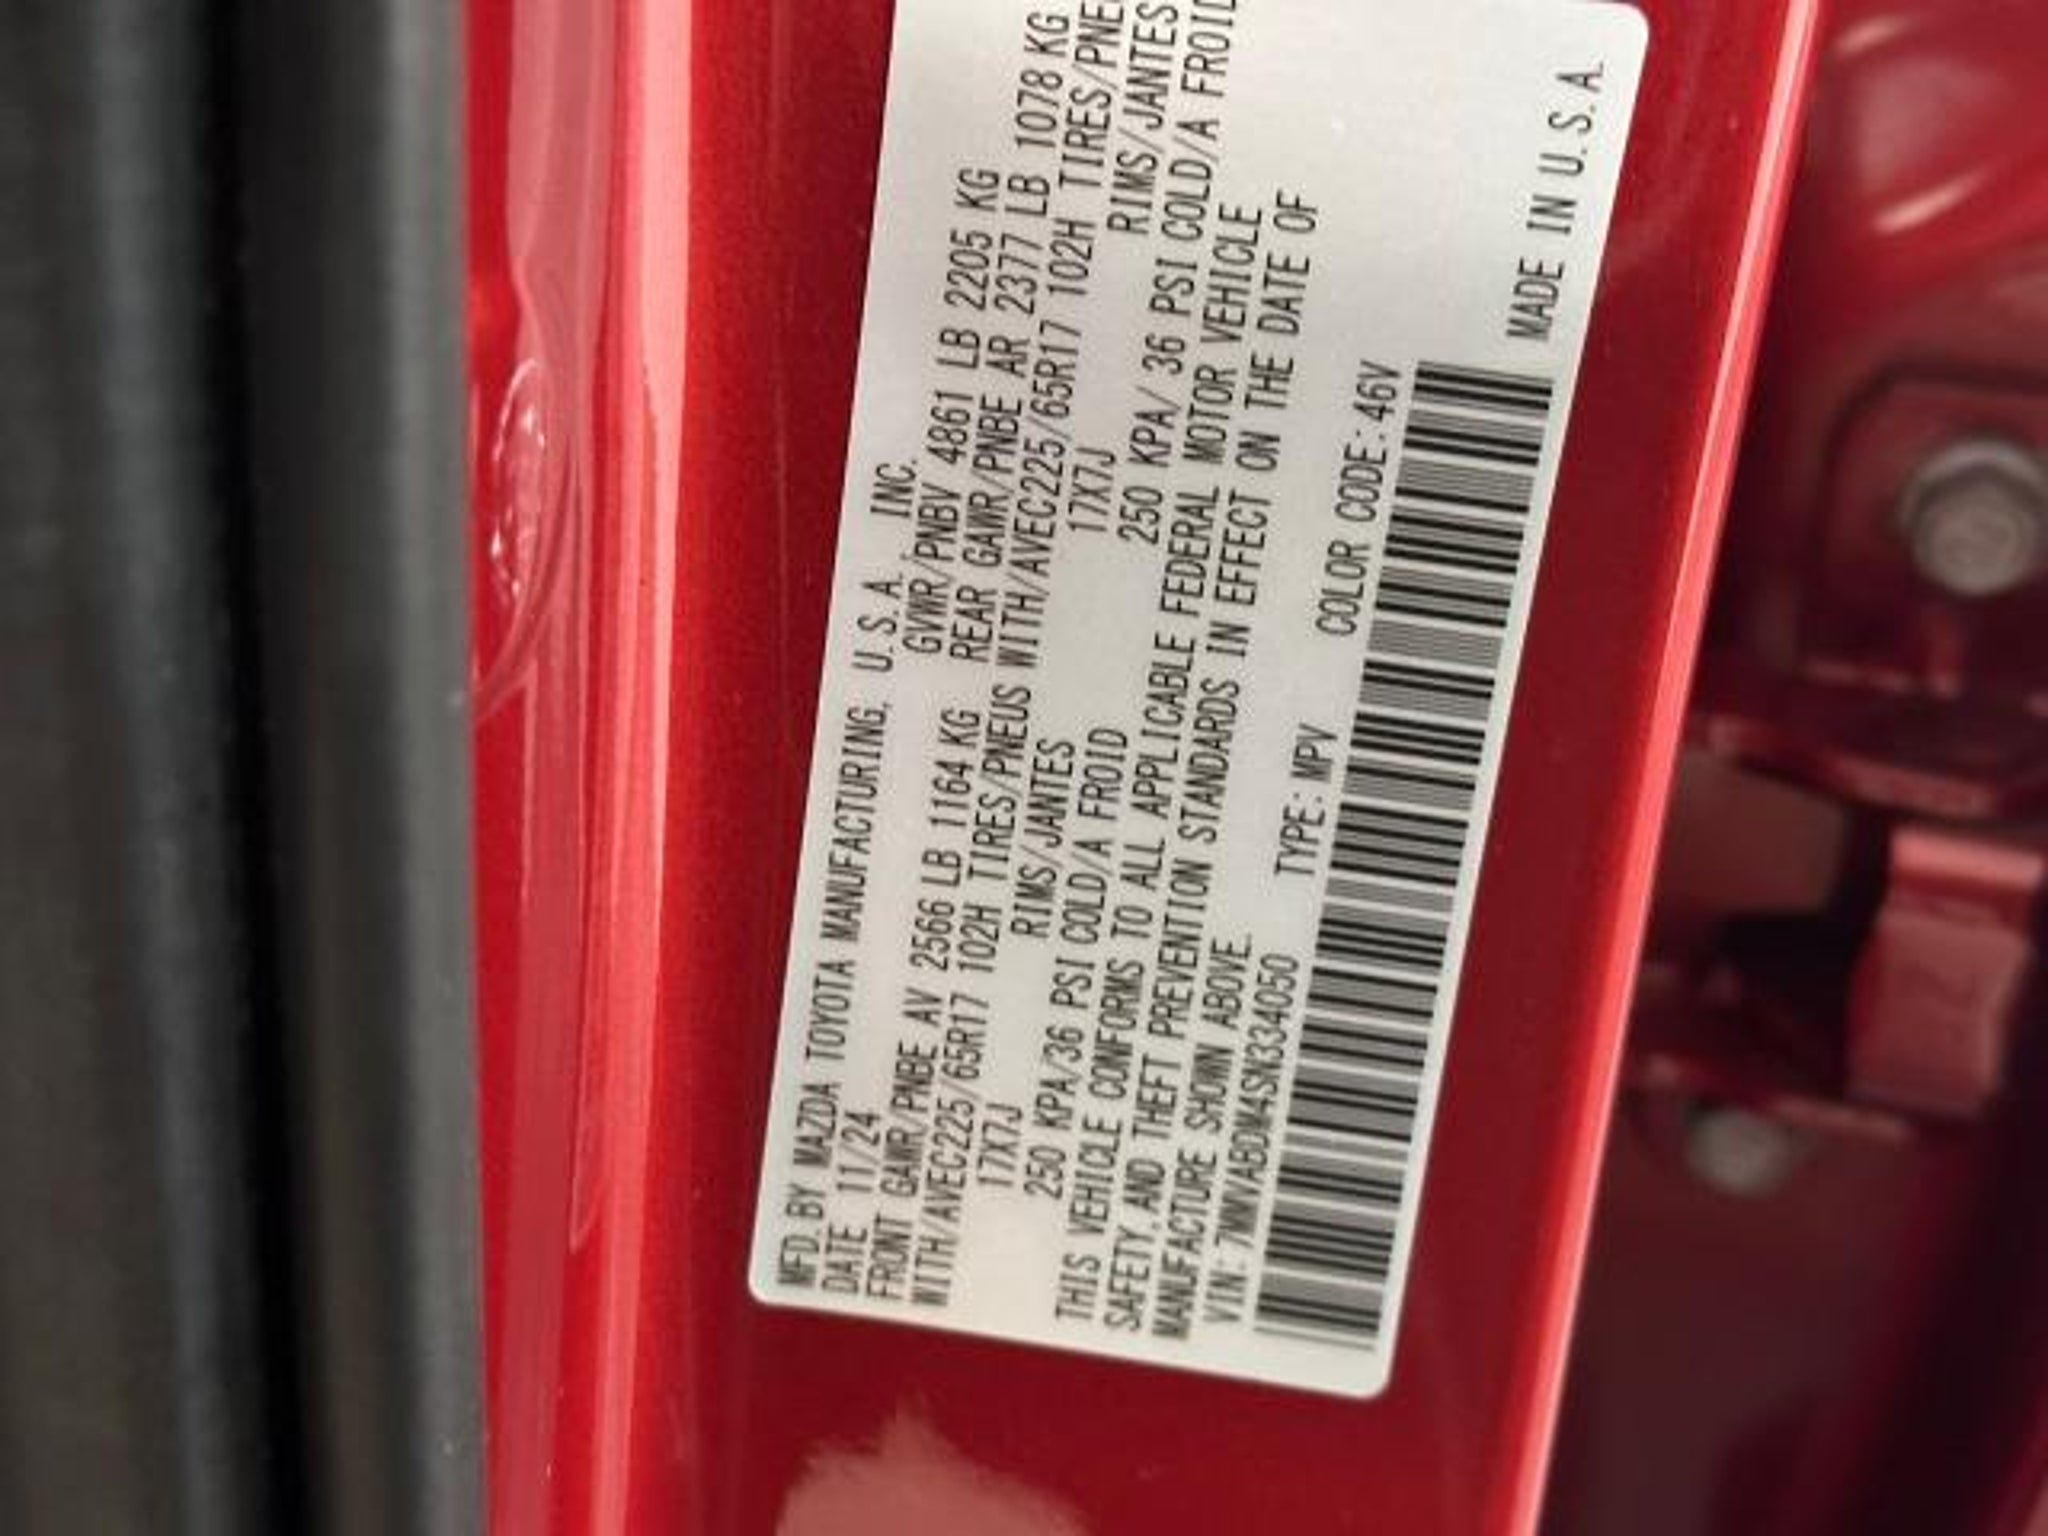 MFD. BY MAZDA TOYOTA MANUFACTURING, U.S.A. INC.
DATE 11/24 GVWR/PNBV 4861 LB 2205 KG
FRONT GAWR/PNBE AV 2566 LB 1164 KG REAR GAWR/PNBE AR 2377 LB 1078 KG
WITH/AVEC225/65R17 102H TIRES/PNEUS WITH/AVEC225/65R17 102H TIRES/PNE
17X7J RIMS/JANTES 17X7J RIMS/JANTES
250 KPA/36 PSI COLD/A FROID 250 KPA/ 36 PSI COLD/A FROID
THIS VEHICLE CONFORMS TO ALL APPLICABLE FEDERAL MOTOR VEHICLE
SAFETY, AND THEFT PREVENTION STANDARDS IN EFFECT ON THE DATE OF
MANUFACTURE SHOWN ABOVE.
VIN: 7MMVABDM4SN334050 TYPE: MPV COLOR CODE: 46V
MADE IN U.S.A.